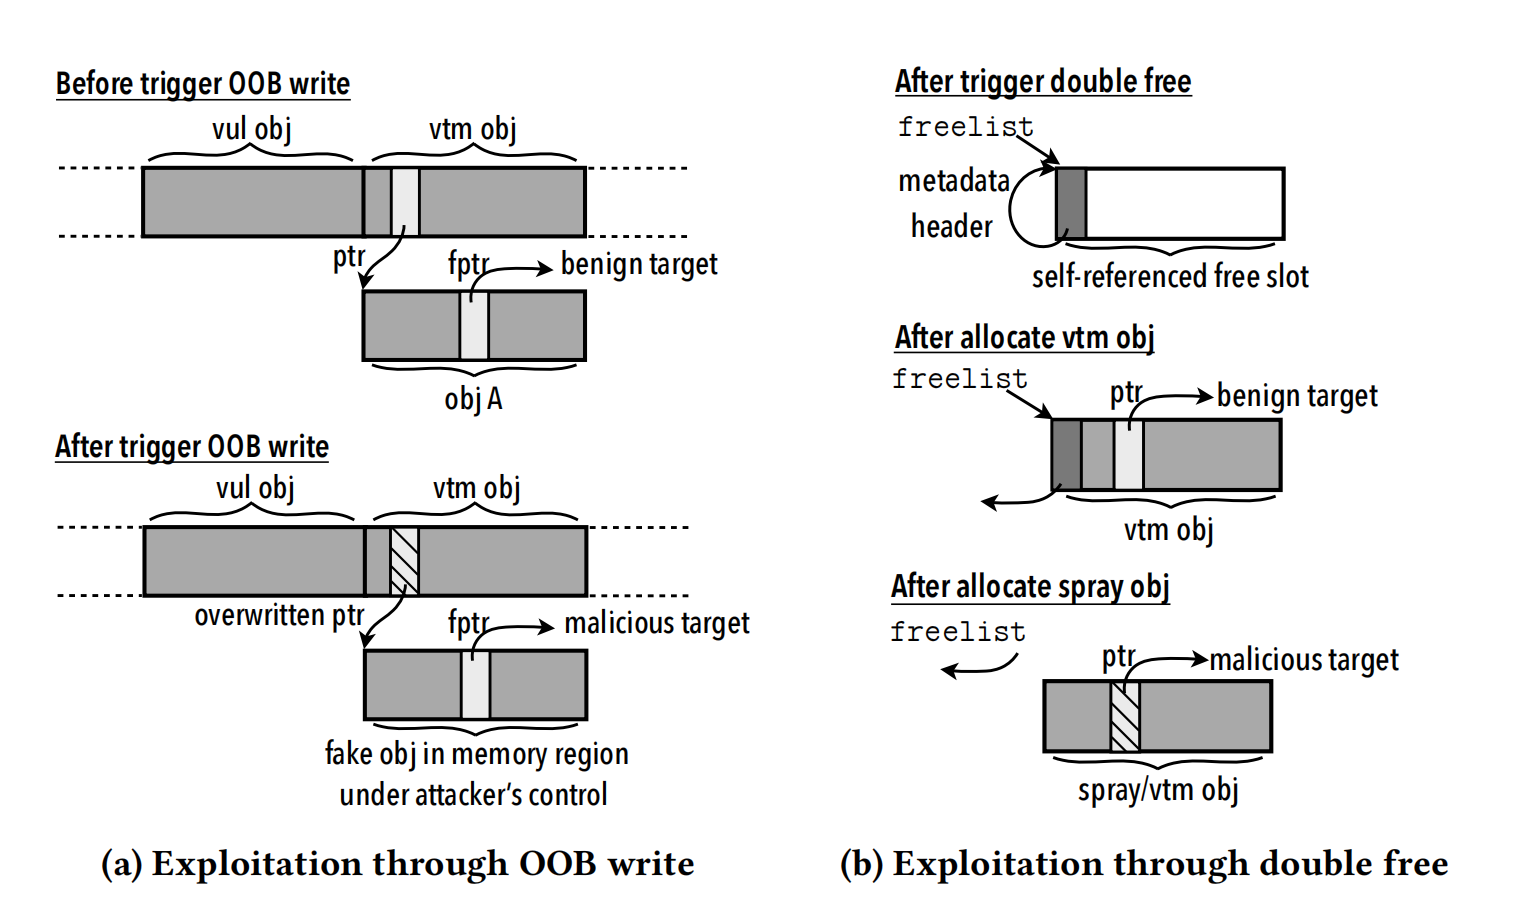 Before trigger OOB write
vul obj
vtm obj
ptr
fptr
benign target
obj A
After trigger OOB write
vul obj
vtm obj
overwritten ptr
fptr
malicious target
fake obj in memory region
under attacker's control
(a) Exploitation through OOB write
After trigger double free
freelist
metadata
header
self-referenced free slot
After allocate vtm obj
freelist
ptr
benign target
vtm obj
After allocate spray obj
freelist
ptr
malicious target
spray/vtm obj
(b) Exploitation through double free